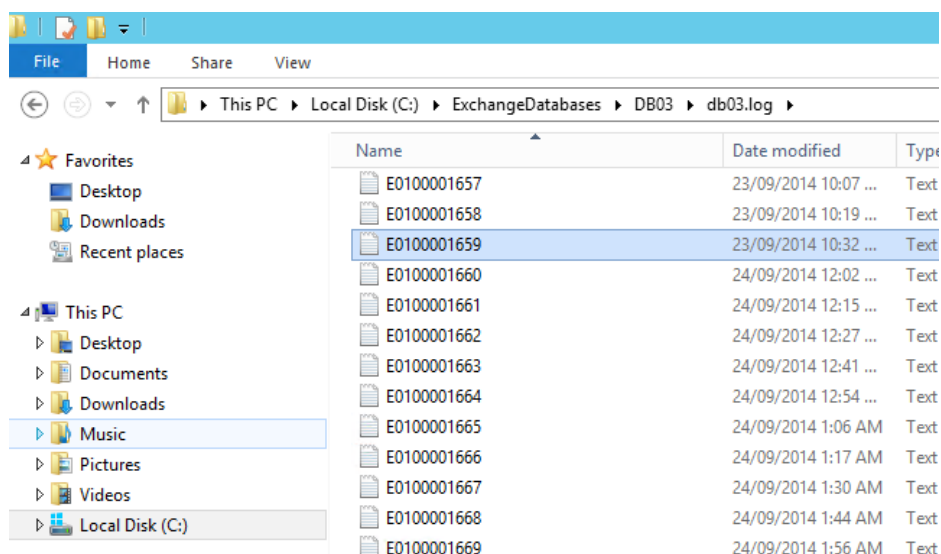 File Home Share View
This PC Local Disk (C:) ExchangeDatabases DB03 db03.log
Favorites
Desktop
Downloads
Recent places
This PC
Desktop
Documents
Downloads
Music
Pictures
Videos
Local Disk (C:)
Name Date modified Type
E0100001657 23/09/2014 10:07 ... Text
E0100001658 23/09/2014 10:19 ... Text
E0100001659 23/09/2014 10:32 ... Text
E0100001660 24/09/2014 12:02 ... Text
E0100001661 24/09/2014 12:15 ... Text
E0100001662 24/09/2014 12:27 ... Text
E0100001663 24/09/2014 12:41 ... Text
E0100001664 24/09/2014 12:54 ... Text
E0100001665 24/09/2014 1:06 AM Text
E0100001666 24/09/2014 1:17 AM Text
E0100001667 24/09/2014 1:30 AM Text
E0100001668 24/09/2014 1:44 AM Text
E0100001669 24/09/2014 1:56 AM Text